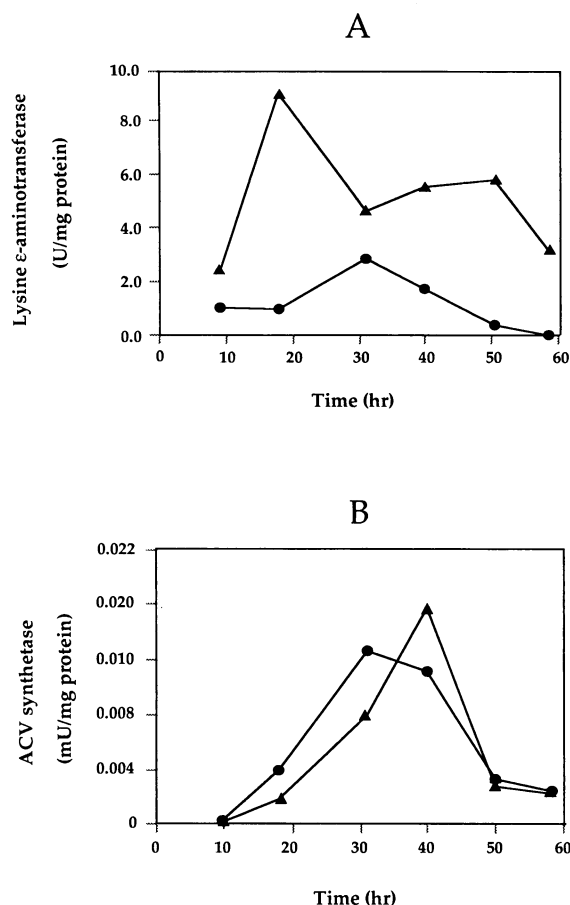 A
Lysine ε-aminotransferase
(U/mg protein)
10.0
8.0
6.0
4.0
2.0
0.0
0 10 20 30 40 50 60
Time (hr)
B
ACV synthetase
(mU/mg protein)
0.022
0.020
0.010
0.008
0.004
0
0 10 20 30 40 50 60
Time (hr)